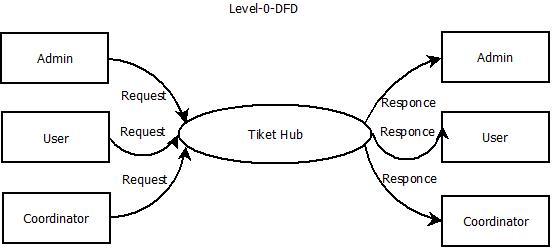 Level-0-DFD
Admin
Admin
Request
Responce
User
Request
Tiket Hub
Responce
User
Request
Responce
Coordinator
Coordinator